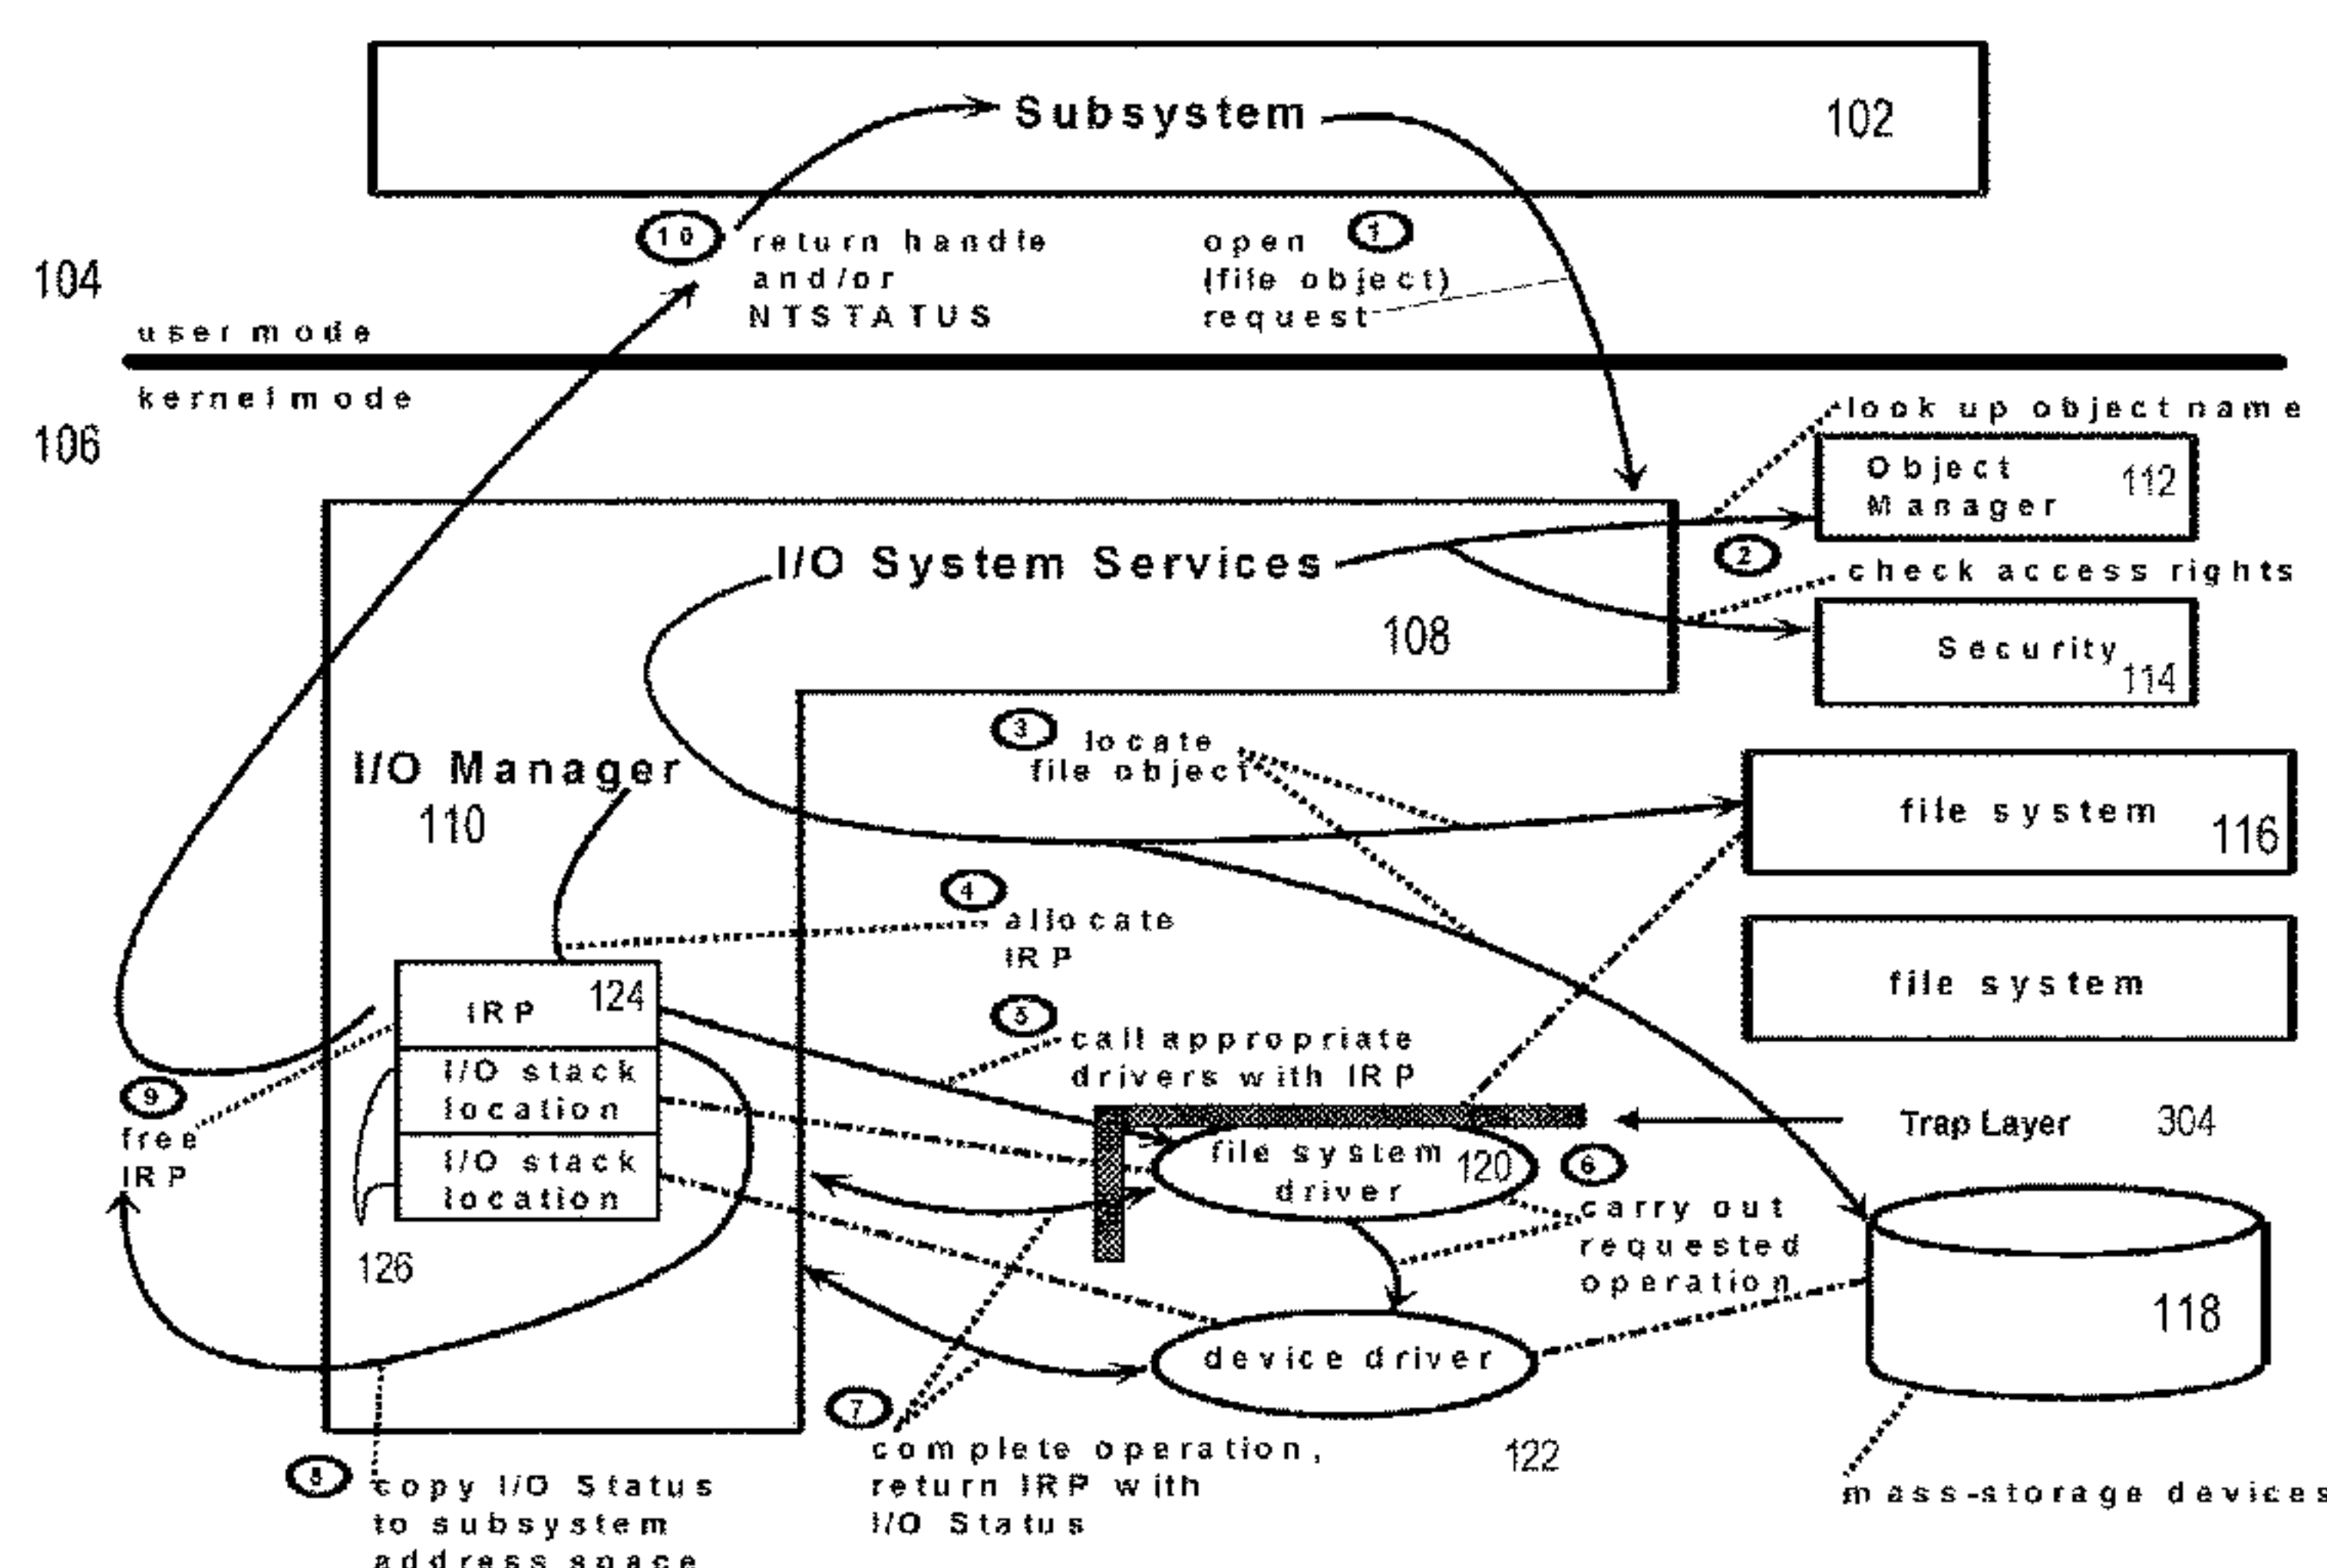 Subsystem
102
10
return handle
and/or
NTSTATUS
1
open
(file object)
request
104
user mode
kernel mode
106
look up object name
Object
Manager
112
2
check access rights
Security
114
I/O System Services
108
3
locate
file object
I/O Manager
110
file system
116
4
allocate
IRP
file system
IRP
124
5
call appropriate
drivers with IRP
I/O stack
location
I/O stack
location
126
9
free
IRP
Trap Layer
304
file system
driver
120
6
carry out
requested
operation
118
device driver
122
7
complete operation,
return IRP with
I/O Status
8
copy I/O Status
to subsystem
address space
mass-storage devices